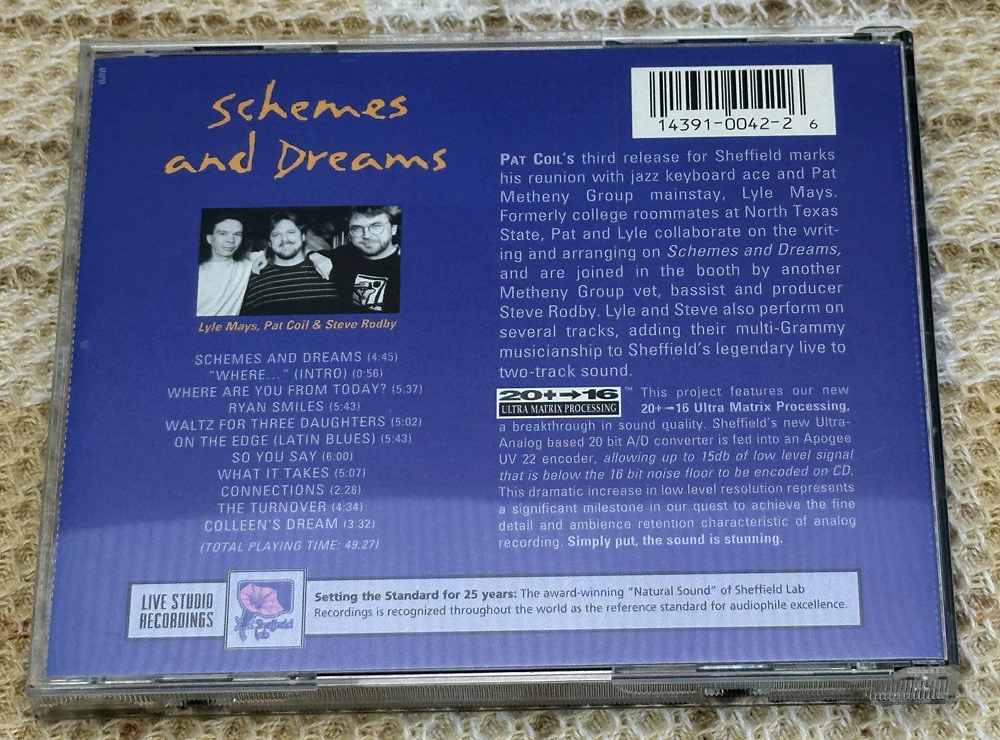 Schemes
and Dreams
Lyle Mays, Pat Coil & Steve Rodby
SCHEMES AND DREAMS (4:45)
"WHERE..." (INTRO) (0:56)
WHERE ARE YOU FROM TODAY? (5:37)
RYAN SMILES (5:43)
WALTZ FOR THREE DAUGHTERS (5:02)
ON THE EDGE (LATIN BLUES) (5:43)
SO YOU SAY (6:00)
WHAT IT TAKES (5:07)
CONNECTIONS (2:28)
THE TURNOVER (4:34)
COLLEEN'S DREAM (3:32)
(TOTAL PLAYING TIME: 49.27)
14391-0042-2 6
PAT COIL'S third release for Sheffield marks
his reunion with jazz keyboard ace and Pat
Metheny Group mainstay, Lyle Mays.
Formerly college roommates at North Texas
State, Pat and Lyle collaborate on the writ-
ing and arranging on Schemes and Dreams,
and are joined in the booth by another
Metheny Group vet, bassist and producer
Steve Rodby. Lyle and Steve also perform on
several tracks, adding their multi-Grammy
musicianship to Sheffield's legendary live to
two-track sound.
20+→16 ™
ULTRA MATRIX PROCESSING
This project features our new
20+→16 Ultra Matrix Processing,
a breakthrough in sound quality. Sheffield's new Ultra-
Analog based 20 bit A/D converter is fed into an Apogee
UV 22 encoder, allowing up to 15db of low level signal
that is below the 16 bit noise floor to be encoded on CD.
This dramatic increase in low level resolution represents
a significant milestone in our quest to achieve the fine
detail and ambience retention characteristic of analog
recording. Simply put, the sound is stunning.
LIVE STUDIO
RECORDINGS
Sheffield
Lab
Setting the Standard for 25 years: The award-winning "Natural Sound" of Sheffield Lab
Recordings is recognized throughout the world as the reference standard for audiophile excellence.